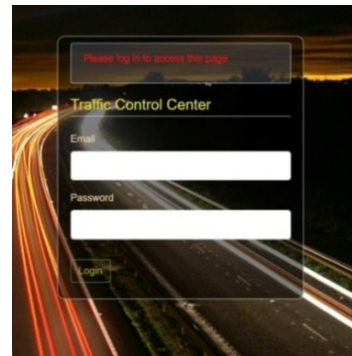 Please log in to access this page.
Traffic Control Center
Email
Password
Login